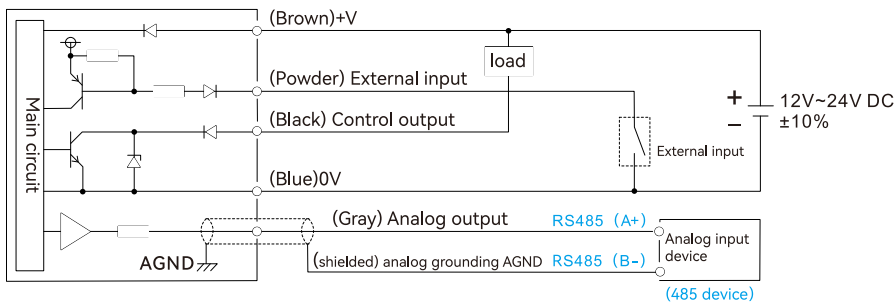 (Brown)+V
load
(Powder) External input
Main circuit
+
12V~24V DC
−
±10%
(Black) Control output
External input
(Blue)0V
(Gray) Analog output
RS485 (A+)
Analog input
device
AGND
(shielded) analog grounding AGND
RS485 (B-)
(485 device)